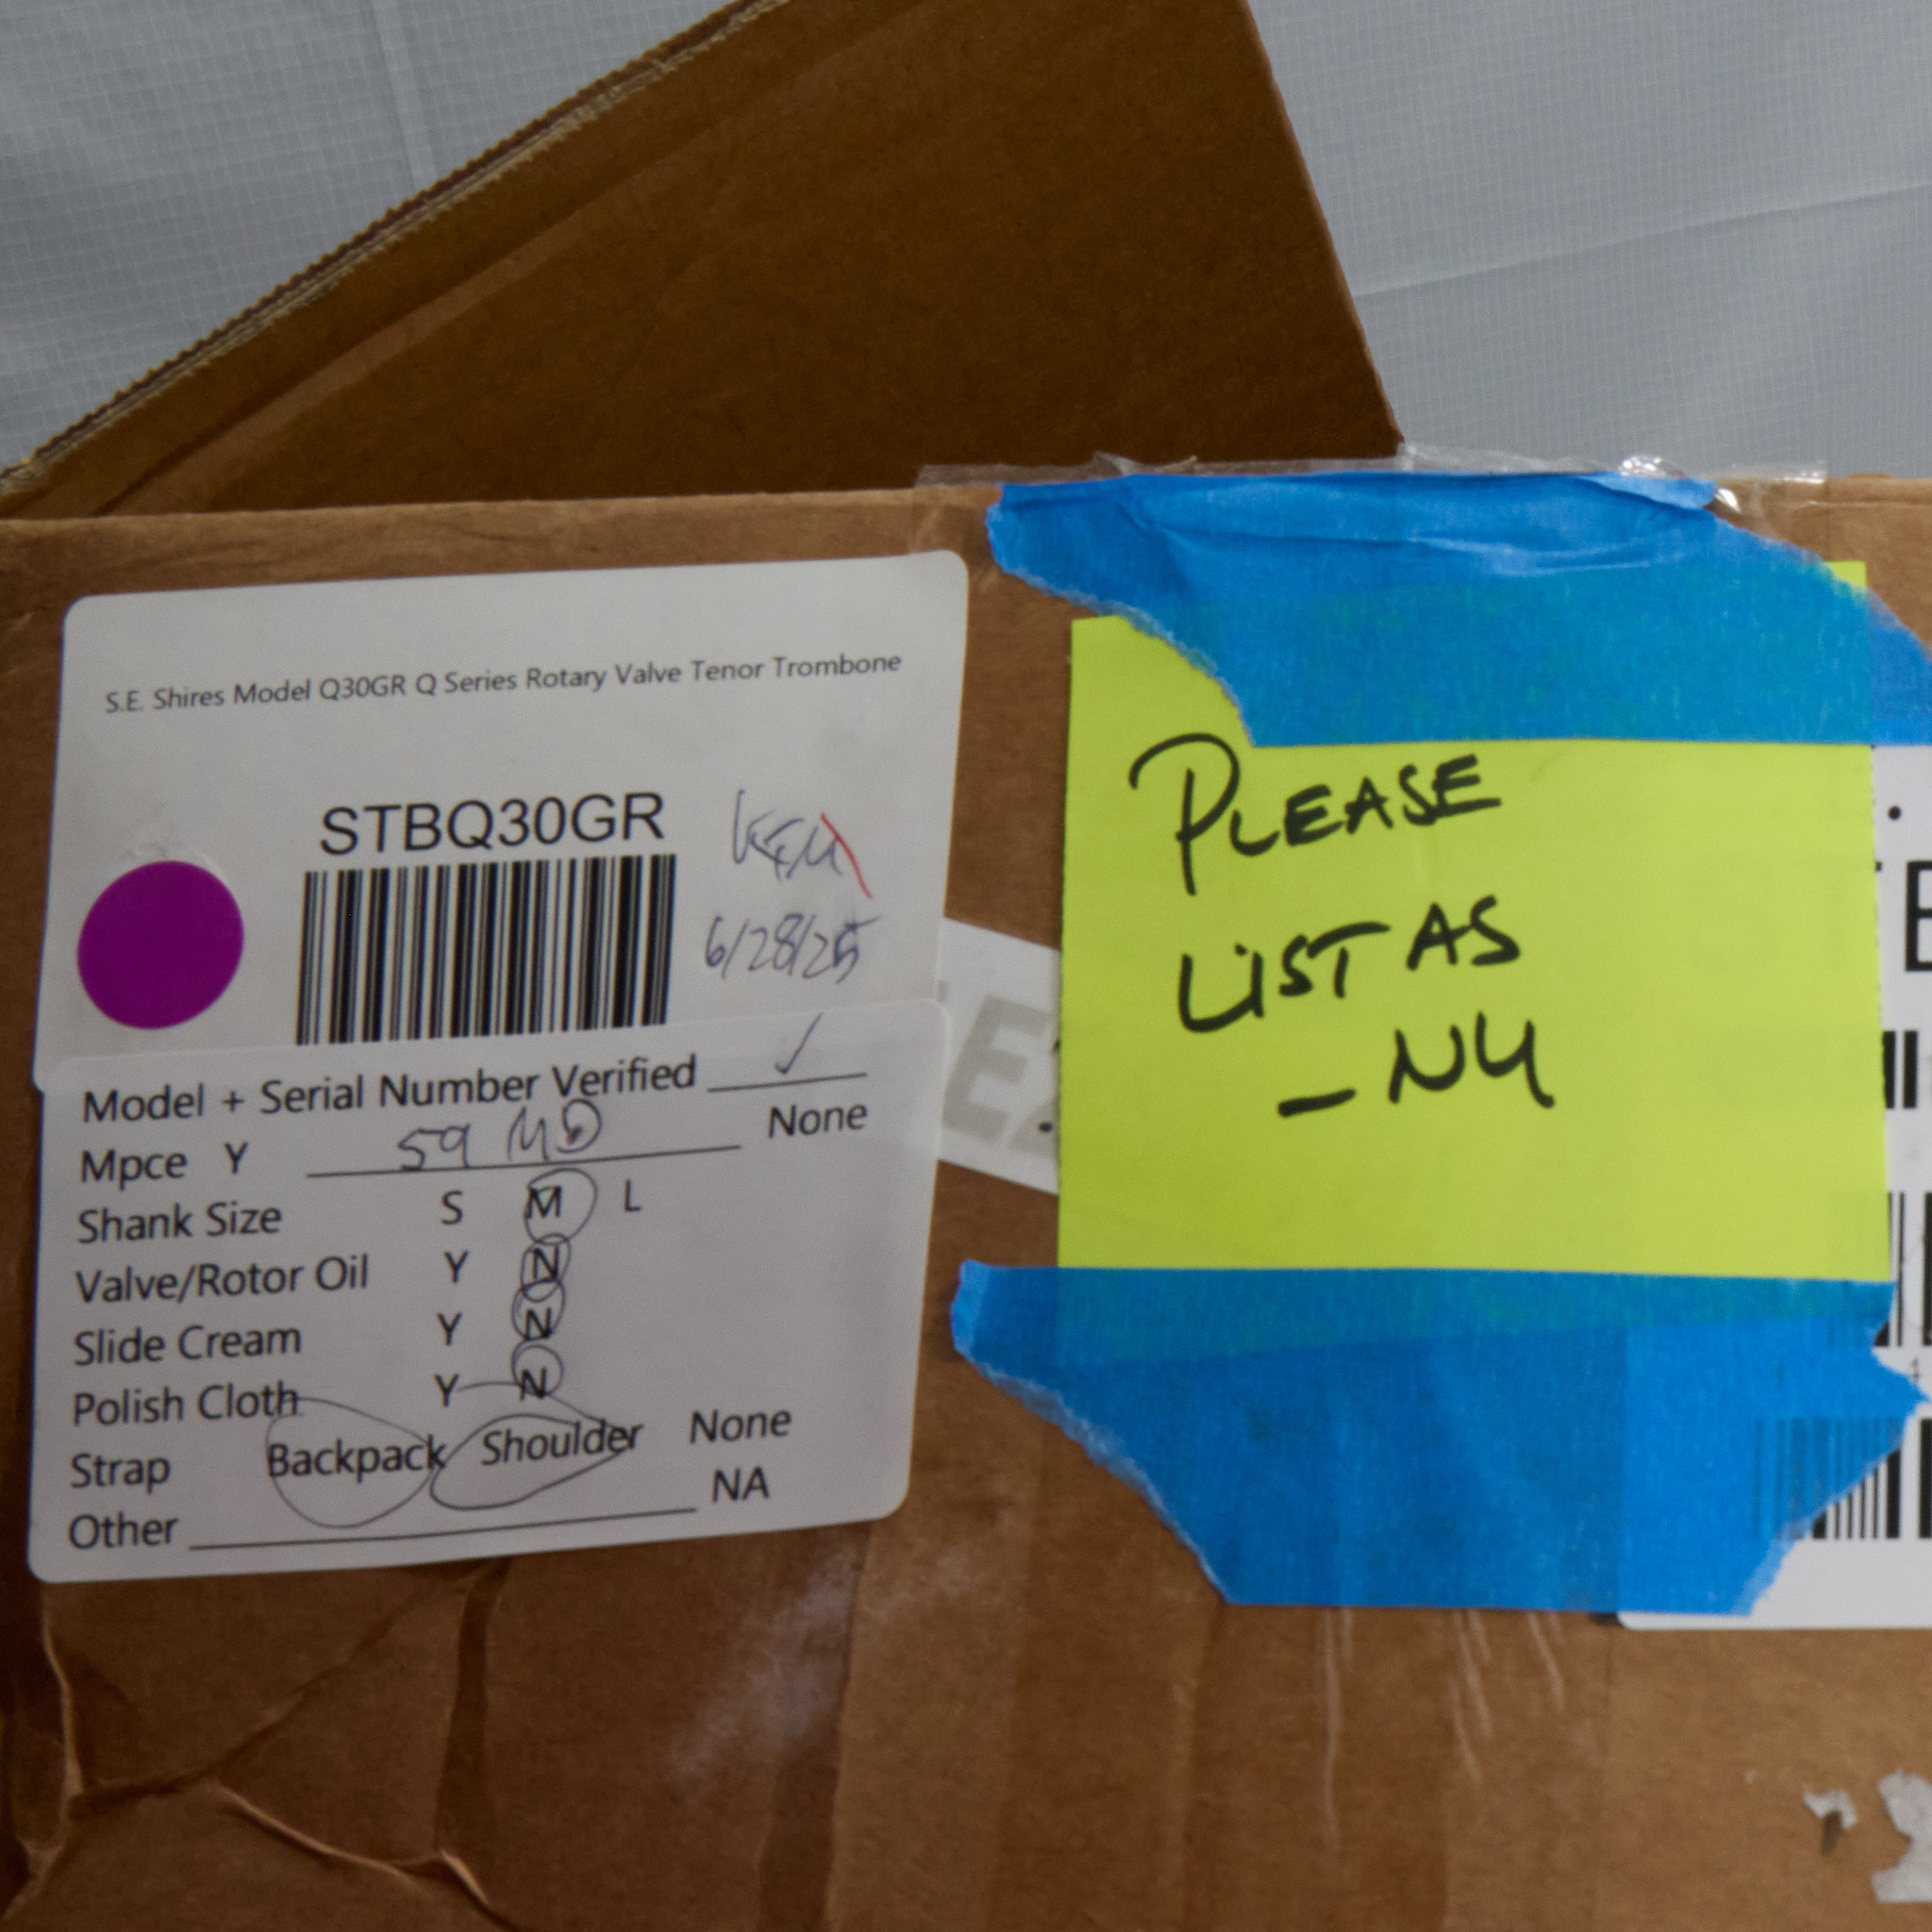 S.E. Shires Model Q30GR Q Series Rotary Valve Tenor Trombone
STBQ30GR
6/28/25
Model + Serial Number Verified ✓
Mpce Y 59 MD None
Shank Size S M L
Valve/Rotor Oil Y N
Slide Cream Y N
Polish Cloth Y N
Strap Backpack Shoulder None
Other NA
PLEASE
LIST AS
-NU